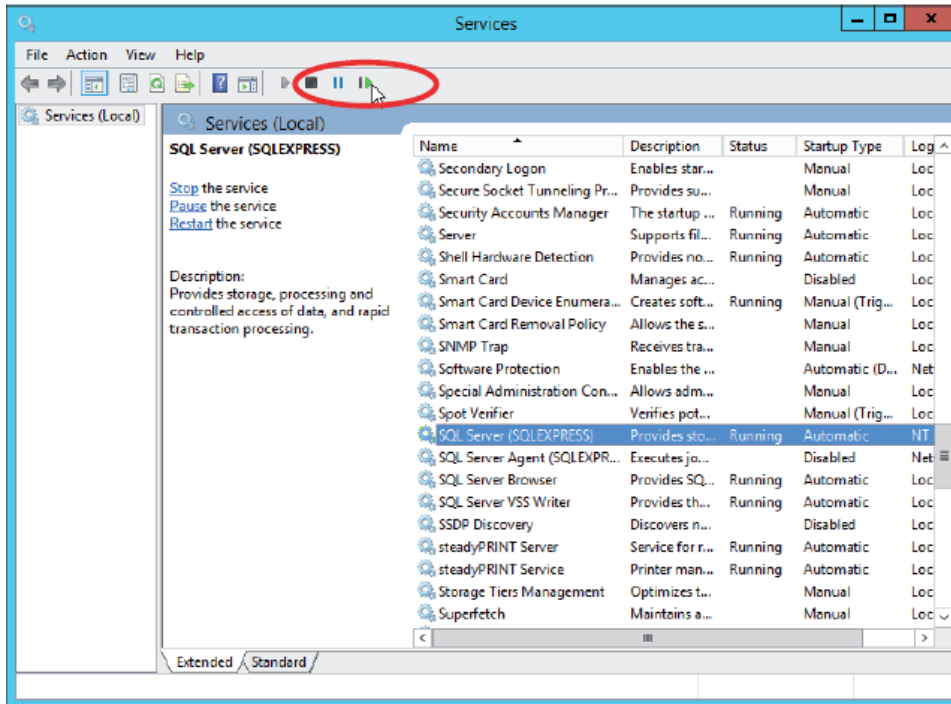 Services
File Action View Help
Services (Local)
Services (Local)
SQL Server (SQLEXPRESS)
Stop the service
Pause the service
Restart the service
Description:
Provides storage, processing and
controlled access of data, and rapid
transaction processing.
Name Description Status Startup Type Log
Secondary Logon Enables star... Manual Loc
Secure Socket Tunneling Pr... Provides su... Manual Loc
Security Accounts Manager The startup ... Running Automatic Loc
Server Supports fil... Running Automatic Loc
Shell Hardware Detection Provides no... Running Automatic Loc
Smart Card Manages ac... Disabled Loc
Smart Card Device Enumera... Creates soft... Running Manual (Trig... Loc
Smart Card Removal Policy Allows the s... Manual Loc
SNMP Trap Receives tra... Manual Loc
Software Protection Enables the ... Automatic (D... Net
Special Administration Con... Allows adm... Manual Loc
Spot Verifier Verifies pot... Manual (Trig... Loc
SQL Server (SQLEXPRESS) Provides sto... Running Automatic NT
SQL Server Agent (SQLEXPR... Executes jo... Disabled Net
SQL Server Browser Provides SQ... Running Automatic Loc
SQL Server VSS Writer Provides th... Running Automatic Loc
SSDP Discovery Discovers n... Disabled Loc
steadyPRINT Server Service for r... Running Automatic Loc
steadyPRINT Service Printer man... Running Automatic Loc
Storage Tiers Management Optimizes t... Manual Loc
Superfetch Maintains a... Manual Loc
Extended Standard